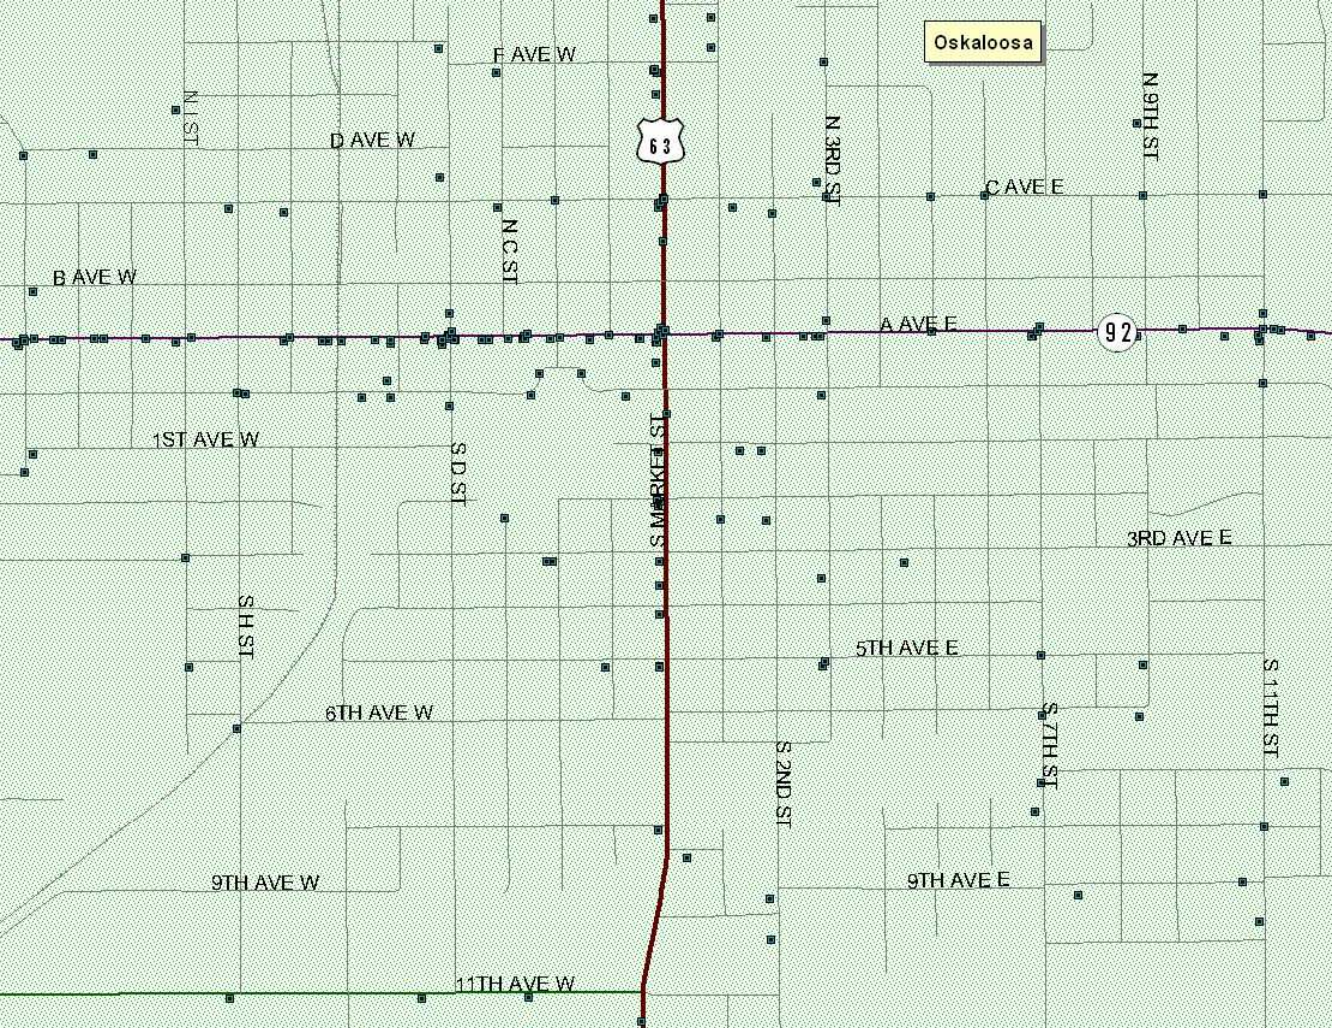 Oskaloosa
F AVE W
N I ST
D AVE W
63
N 3RD ST
N 9TH ST
C AVE E
N C ST
B AVE W
A AVE E
92
1ST AVE W
S D ST
S MARKET ST
3RD AVE E
S H ST
5TH AVE E
6TH AVE W
S 11TH ST
S 7TH ST
S 2ND ST
9TH AVE W
9TH AVE E
11TH AVE W